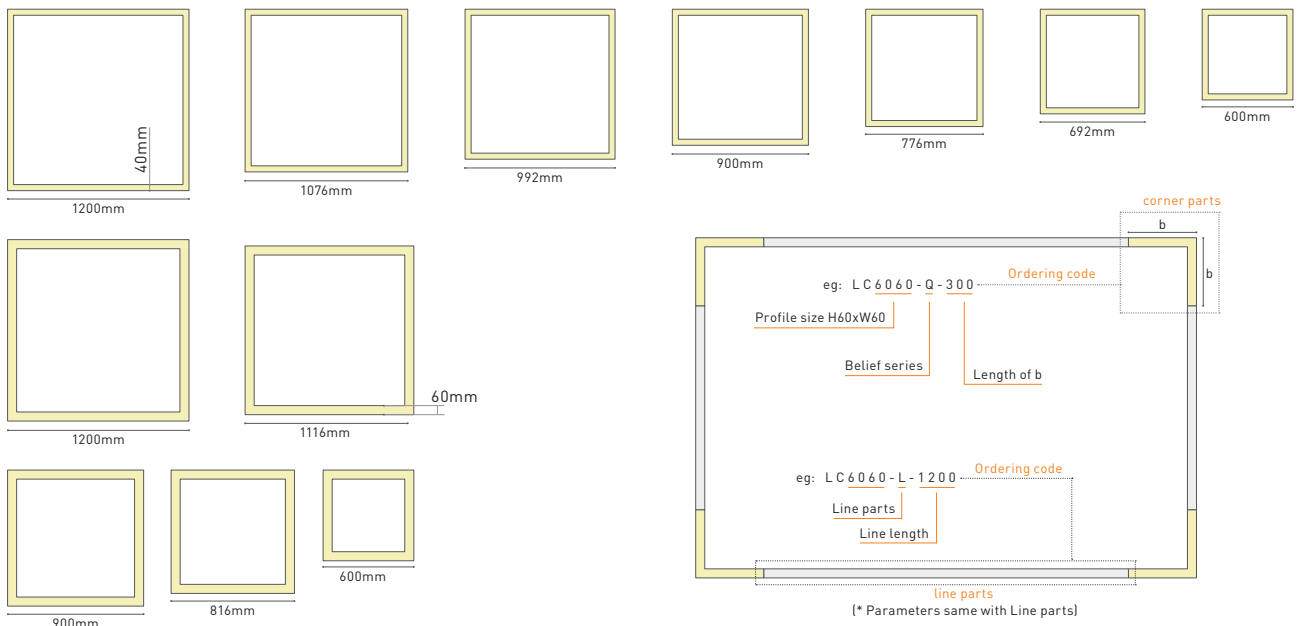 40mm
1200mm
1076mm
992mm
900mm
776mm
692mm
600mm
1200mm
60mm
1116mm
900mm
816mm
600mm
corner parts
b
b
Ordering code
eg: LC6060-Q-300
Profile size H60xW60
Belief series
Length of b
Ordering code
eg: LC6060-L-1200
Line parts
Line length
line parts
(* Parameters same with Line parts)